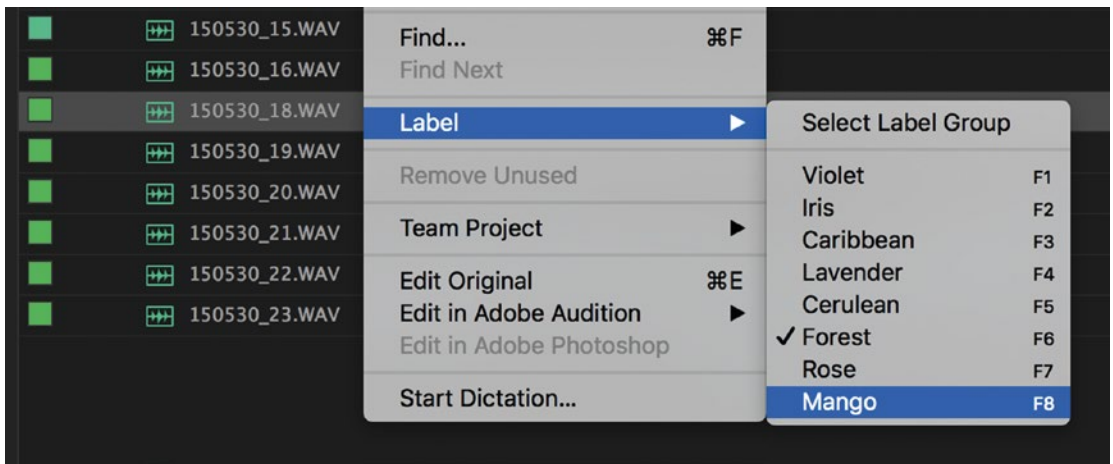 150530_15.WAV
150530_16.WAV
150530_18.WAV
150530_19.WAV
150530_20.WAV
150530_21.WAV
150530_22.WAV
150530_23.WAV
Find... ⌘F
Find Next
Label
Remove Unused
Team Project
Edit Original ⌘E
Edit in Adobe Audition
Edit in Adobe Photoshop
Start Dictation...
Select Label Group
Violet F1
Iris F2
Caribbean F3
Lavender F4
Cerulean F5
✓ Forest F6
Rose F7
Mango F8